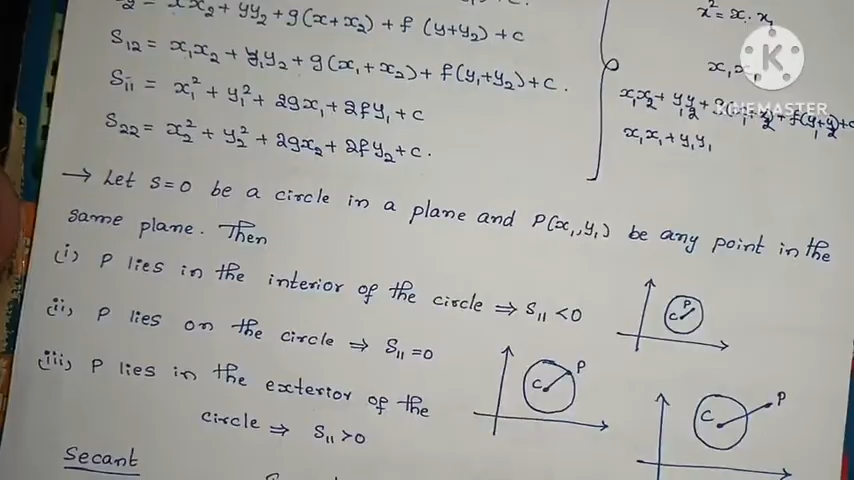 xx₂ + yy₂ + g(x+x₂) + f (y+y₂) + c
S₁₂ = x₁x₂ + y₁y₂ + g(x₁+x₂) + f(y₁+y₂) + c.
S₁₁ = x₁² + y₁² + 2gx₁ + 2fy₁ + c
S₂₂ = x₂² + y₂² + 2gx₂ + 2fy₂ + c.
x² = x. x₁
K
KINEMASTER
x₁x₂ + y₁y₂ +
x₁x₁ + y₁y₁
→ Let S=0 be a circle in a plane and P(x₁,y₁) be any point in the
same plane. Then
(i) P lies in the interior of the circle ⇒ S₁₁ <0
(ii) P lies on the circle ⇒ S₁₁ =0
(iii) P lies in the exterior of the
circle ⇒ S₁₁ >0
P
C
C
P
C
P
Secant